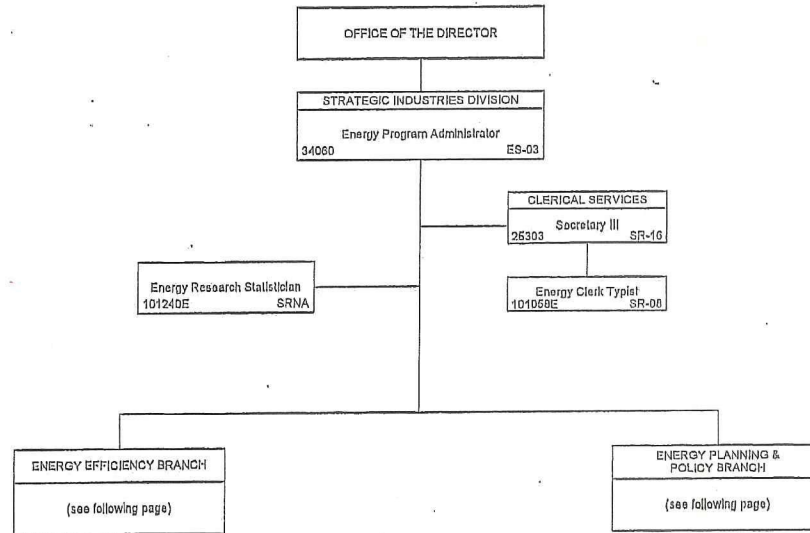 OFFICE OF THE DIRECTOR
STRATEGIC INDUSTRIES DIVISION
Energy Program Administrator
34060 ES-03
CLERICAL SERVICES
Secretary III
25303 SR-16
Energy Research Statistician
101240E SRNA
Energy Clerk Typist
101058E SR-08
ENERGY EFFICIENCY BRANCH
(see following page)
ENERGY PLANNING &
POLICY BRANCH
(see following page)